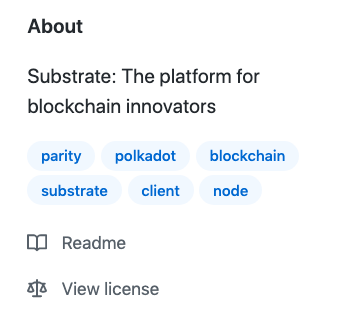 About
Substrate: The platform for
blockchain innovators
parity polkadot blockchain
substrate client node
Readme
View license